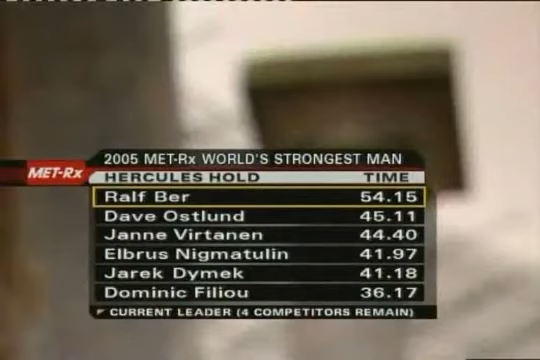 2005 MET-Rx WORLD'S STRONGEST MAN
MET-Rx
HERCULES HOLD TIME
Ralf Ber 54.15
Dave Ostlund 45.11
Janne Virtanen 44.40
Elbrus Nigmatulin 41.97
Jarek Dymek 41.18
Dominic Filiou 36.17
CURRENT LEADER (4 COMPETITORS REMAIN)